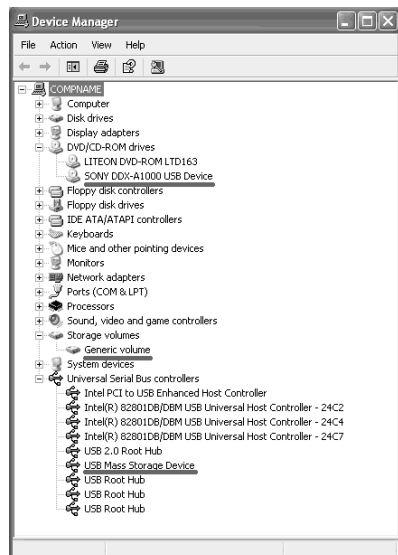 Device Manager
File Action View Help
COMPNAME
Computer
Disk drives
Display adapters
DVD/CD-ROM drives
LITEON DVD-ROM LTD163
SONY DDX-A1000 USB Device
Floppy disk controllers
Floppy disk drives
IDE ATA/ATAPI controllers
Keyboards
Mice and other pointing devices
Monitors
Network adapters
Ports (COM & LPT)
Processors
Sound, video and game controllers
Storage volumes
Generic volume
System devices
Universal Serial Bus controllers
Intel PCI to USB Enhanced Host Controller
Intel(R) 82801DB/DBM USB Universal Host Controller - 24C2
Intel(R) 82801DB/DBM USB Universal Host Controller - 24C4
Intel(R) 82801DB/DBM USB Universal Host Controller - 24C7
USB 2.0 Root Hub
USB Mass Storage Device
USB Root Hub
USB Root Hub
USB Root Hub